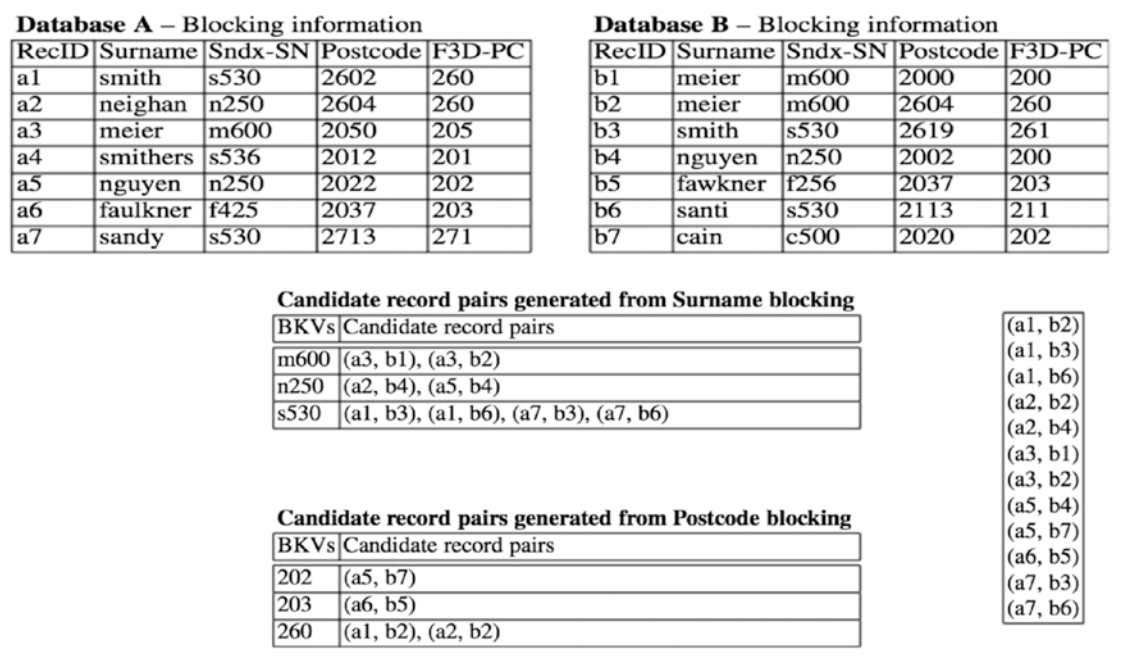 Database A – Blocking information
RecID Surname Sndx-SN Postcode F3D-PC
a1 smith s530 2602 260
a2 neighan n250 2604 260
a3 meier m600 2050 205
a4 smithers s536 2012 201
a5 nguyen n250 2022 202
a6 faulkner f425 2037 203
a7 sandy s530 2713 271
Database B – Blocking information
RecID Surname Sndx-SN Postcode F3D-PC
b1 meier m600 2000 200
b2 meier m600 2604 260
b3 smith s530 2619 261
b4 nguyen n250 2002 200
b5 fawkner f256 2037 203
b6 santi s530 2113 211
b7 cain c500 2020 202
Candidate record pairs generated from Surname blocking
BKVs Candidate record pairs
m600 (a3, b1), (a3, b2)
n250 (a2, b4), (a5, b4)
s530 (a1, b3), (a1, b6), (a7, b3), (a7, b6)
Candidate record pairs generated from Postcode blocking
BKVs Candidate record pairs
202 (a5, b7)
203 (a6, b5)
260 (a1, b2), (a2, b2)
(a1, b2)
(a1, b3)
(a1, b6)
(a2, b2)
(a2, b4)
(a3, b1)
(a3, b2)
(a5, b4)
(a5, b7)
(a6, b5)
(a7, b3)
(a7, b6)